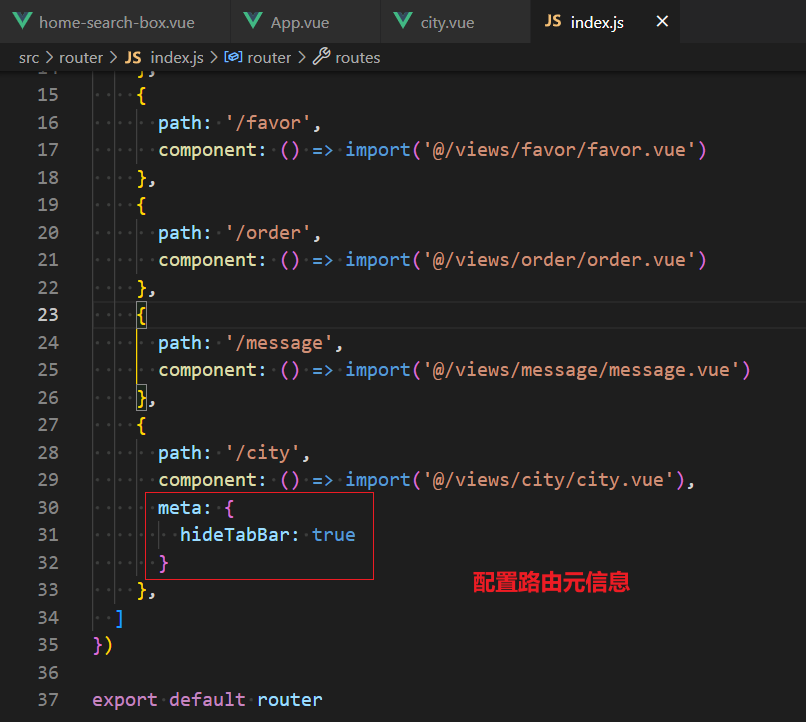 home-search-box.vue App.vue city.vue JS index.js ×
src > router > JS index.js > router > routes
15 {
16 path: '/favor',
17 component: () => import('@/views/favor/favor.vue')
18 },
19 {
20 path: '/order',
21 component: () => import('@/views/order/order.vue')
22 },
23 {
24 path: '/message',
25 component: () => import('@/views/message/message.vue')
26 },
27 {
28 path: '/city',
29 component: () => import('@/views/city/city.vue'),
30 meta: {
31 hideTabBar: true
32 }
配置路由元信息
33 },
34 ]
35 })
36
37 export default router